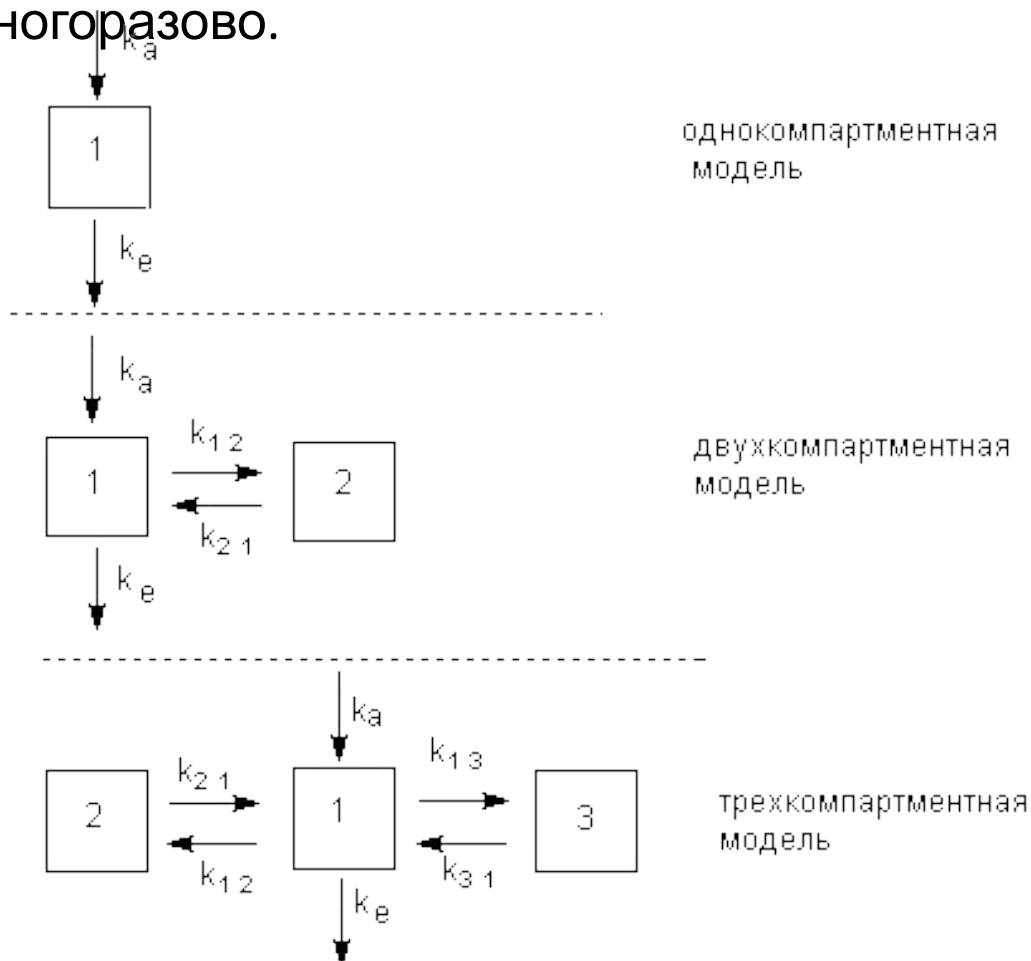 ногоразово.
ka
1
однокомпартментная
модель
ke
ka
k12
1
2
двухкомпартментная
модель
k21
ke
ka
k13
k21
2
1
3
трехкомпартментная
модель
k12
k31
ke